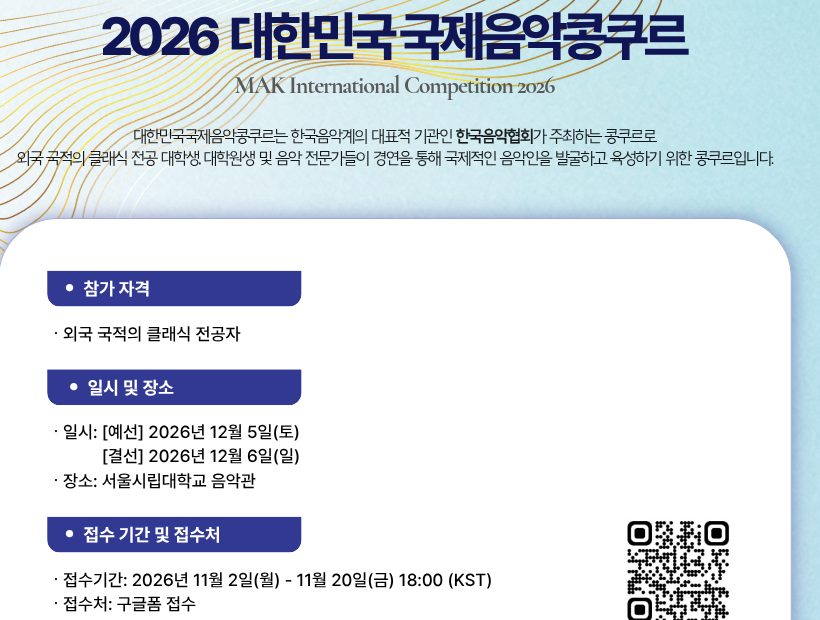 2026 대한민국 국제음악콩쿠르
MAK International Competition 2026
대한민국국제음악콩쿠르는 한국음악계의 대표적 기관인 한국음악협회가 주최하는 콩쿠르로
외국 국적의 클래식 전공 대학생, 대학원생 및 음악 전문가들이 경연을 통해 국제적인 음악인을 발굴하고 육성하기 위한 콩쿠르입니다.
• 참가 자격
· 외국 국적의 클래식 전공자
• 일시 및 장소
· 일시: [예선] 2026년 12월 5일(토)
[결선] 2026년 12월 6일(일)
· 장소: 서울시립대학교 음악관
• 접수 기간 및 접수처
· 접수기간: 2026년 11월 2일(월) - 11월 20일(금) 18:00 (KST)
· 접수처: 구글폼 접수